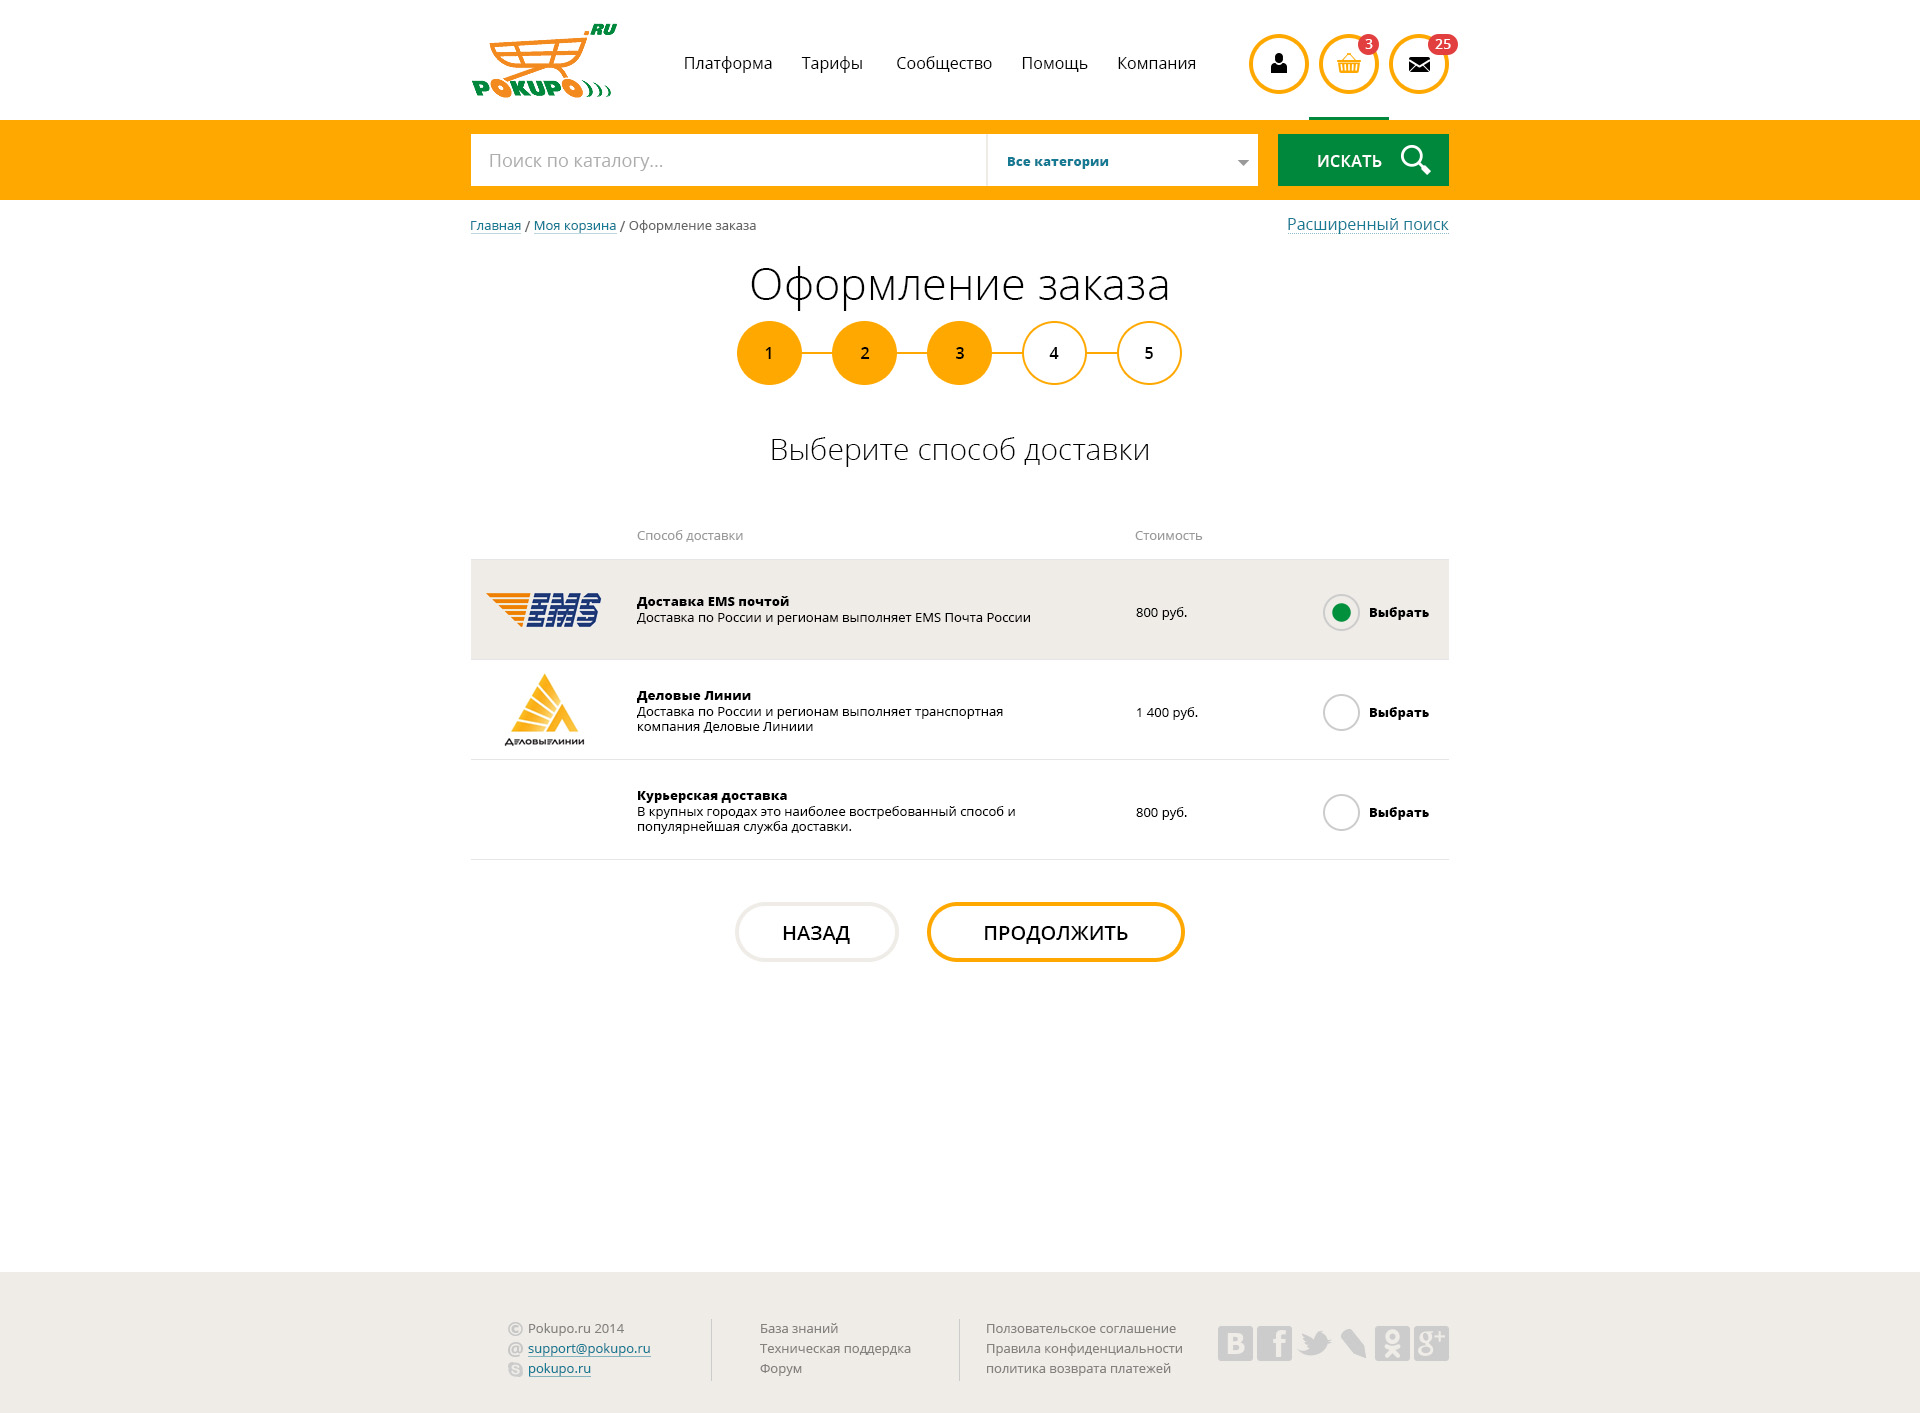 .RU
POKUPO
Платформа Тарифы Сообщество Помощь Компания
3
25
Поиск по каталогу...
Все категории
ИСКАТЬ
Главная / Моя корзина / Оформление заказа
Расширенный поиск
Оформление заказа
1 2 3 4 5
Выберите способ доставки
Способ доставки Стоимость
EMS
Доставка EMS почтой
Доставка по России и регионам выполняет EMS Почта России
800 руб.
Выбрать
ДЕЛОВЫЕЛИНИИ
Деловые Линии
Доставка по России и регионам выполняет транспортная
компания Деловые Линиии
1 400 руб.
Выбрать
Курьерская доставка
В крупных городах это наиболее востребованный способ и
популярнейшая служба доставки.
800 руб.
Выбрать
НАЗАД
ПРОДОЛЖИТЬ
© Pokupo.ru 2014
@ support@pokupo.ru
pokupo.ru
База знаний
Техническая поддердка
Форум
Ползовательское соглашение
Правила конфиденциальности
политика возврата платежей
B f g+